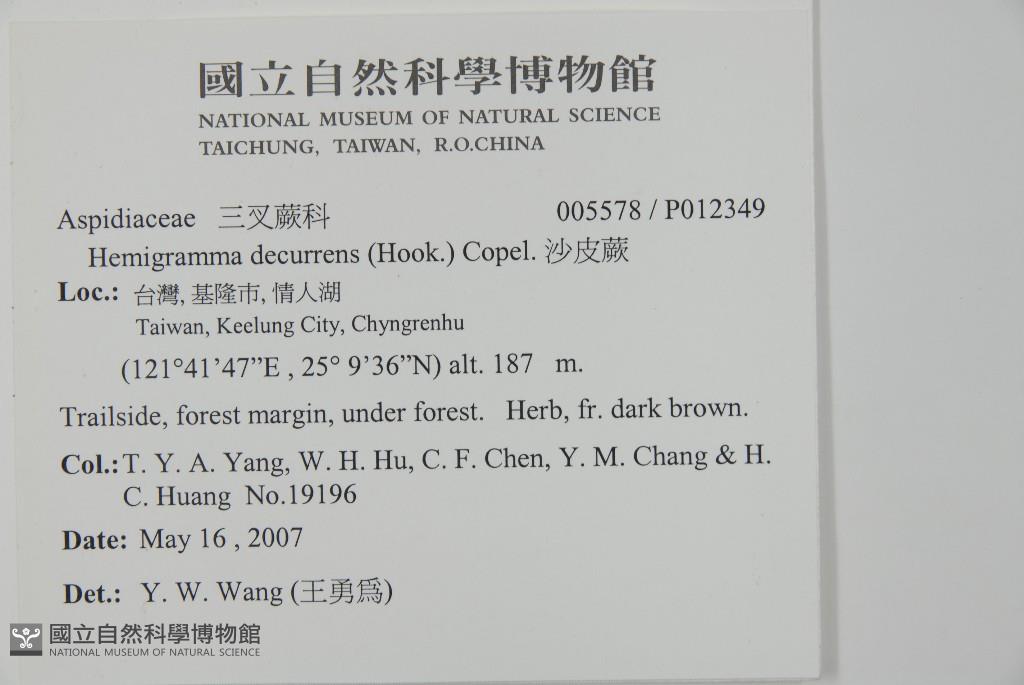 國立自然科學博物館
NATIONAL MUSEUM OF NATURAL SCIENCE
TAICHUNG, TAIWAN, R.O.CHINA
Aspidiaceae 三叉蕨科 005578 / P012349
Hemigramma decurrens (Hook.) Copel. 沙皮蕨
Loc.: 台灣, 基隆市, 情人湖
Taiwan, Keelung City, Chyngrenhu
(121°41’47”E , 25° 9’36”N) alt. 187 m.
Trailside, forest margin, under forest. Herb, fr. dark brown.
Col.: T. Y. A. Yang, W. H. Hu, C. F. Chen, Y. M. Chang & H.
C. Huang No.19196
Date: May 16 , 2007
Det.: Y. W. Wang (王勇爲)
國立自然科學博物館
NATIONAL MUSEUM OF NATURAL SCIENCE